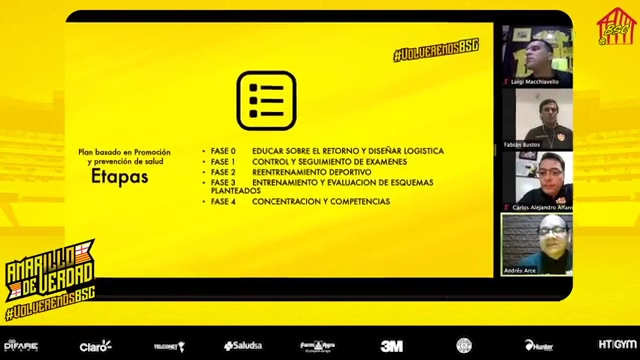 #VOLVEREMOSBSC
BSC
Luigi Macchiavello
Fabián Bustos
Carlos Alejandro Alfaro
Andrés Arce
Plan basado en Promoción
y prevención de salud
Etapas
• FASE 0 EDUCAR SOBRE EL RETORNO Y DISEÑAR LOGISTICA
• FASE 1 CONTROL Y SEGUIMIENTO DE EXAMENES
• FASE 2 REENTRENAMIENTO DEPORTIVO
• FASE 3 ENTRENAMIENTO Y EVALUACION DE ESQUEMAS
PLANTEADOS
• FASE 4 CONCENTRACION Y COMPETENCIAS
AMARILLO
DE VERDAD
#VOLVEREMOSBSC
DIFARE
Claro
TELCONET
Saludsa
FarmAgro
3M
Hunter
HT|GYM